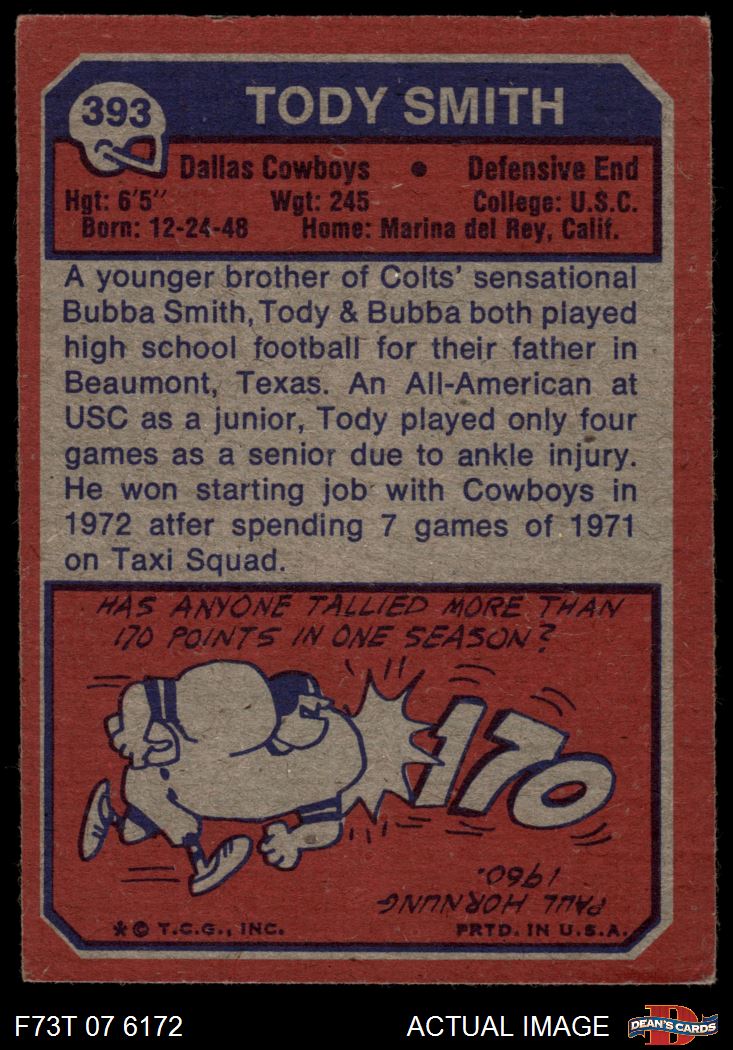 393
TODY SMITH
Dallas Cowboys • Defensive End
Hgt: 6'5" Wgt: 245 College: U.S.C.
Born: 12-24-48 Home: Marina del Rey, Calif.
A younger brother of Colts' sensational
Bubba Smith, Tody & Bubba both played
high school football for their father in
Beaumont, Texas. An All-American at
USC as a junior, Tody played only four
games as a senior due to ankle injury.
He won starting job with Cowboys in
1972 atfer spending 7 games of 1971
on Taxi Squad.
HAS ANYONE TALLIED MORE THAN
170 POINTS IN ONE SEASON?
170
PAUL HORNUNG
1960.
* © T.C.G., INC. PRTD. IN U.S.A.
F73T 07 6172 ACTUAL IMAGE D DEAN'S CARDS